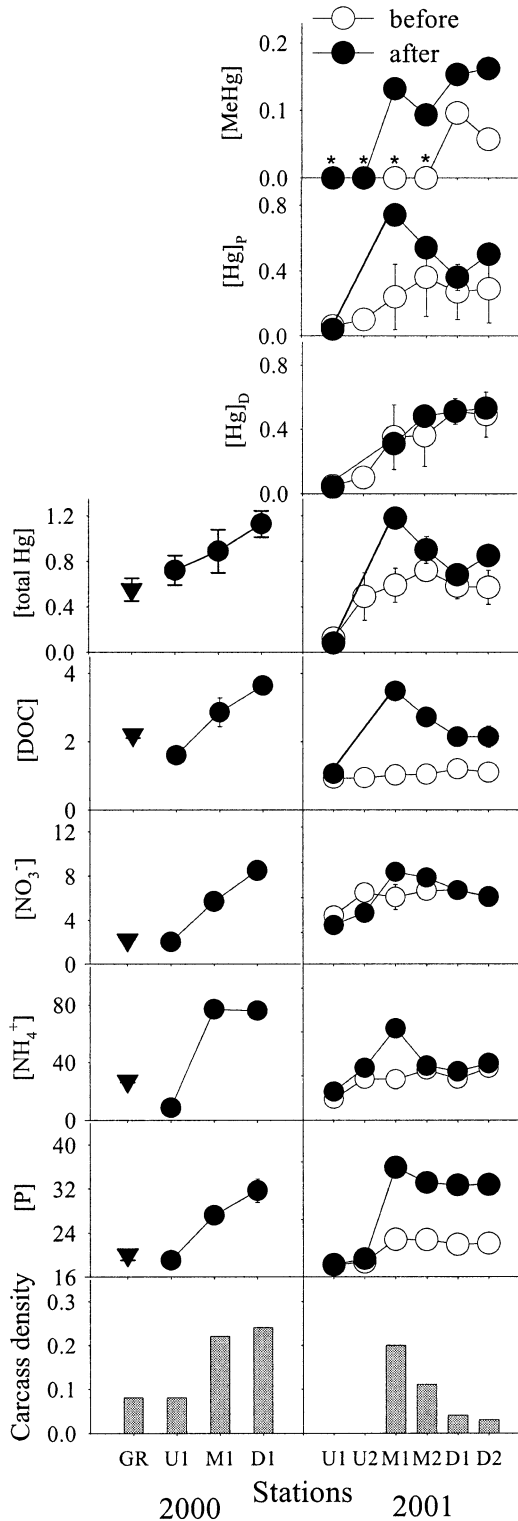 before
after
[MeHg]
0.2
0.1
0.0
* * * *
[Hg]P
0.8
0.4
0.0
[Hg]D
0.4
0.0
[total Hg]
1.2
0.8
0.4
0.0
[DOC]
4
2
0
[NO3-]
12
8
4
0
[NH4+]
80
40
0
[P]
40
32
24
16
Carcass density
0.3
0.2
0.1
0.0
GR U1 M1 D1 U1 U2 M1 M2 D1 D2
Stations
2000 2001